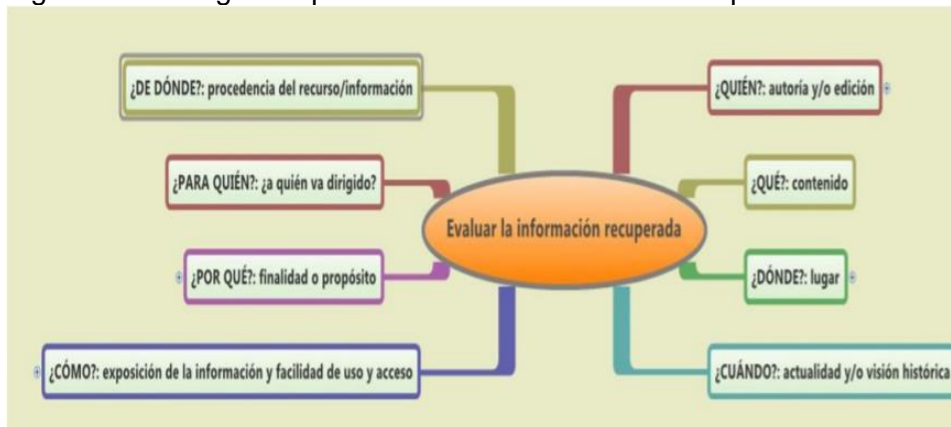 ¿DE DÓNDE?: procedencia del recurso/información
¿QUIÉN?: autoría y/o edición
¿PARA QUIÉN?: ¿a quién va dirigido?
¿QUÉ?: contenido
Evaluar la información recuperada
¿POR QUÉ?: finalidad o propósito
¿DÓNDE?: lugar
¿CÓMO?: exposición de la información y facilidad de uso y acceso
¿CUÁNDO?: actualidad y/o visión histórica